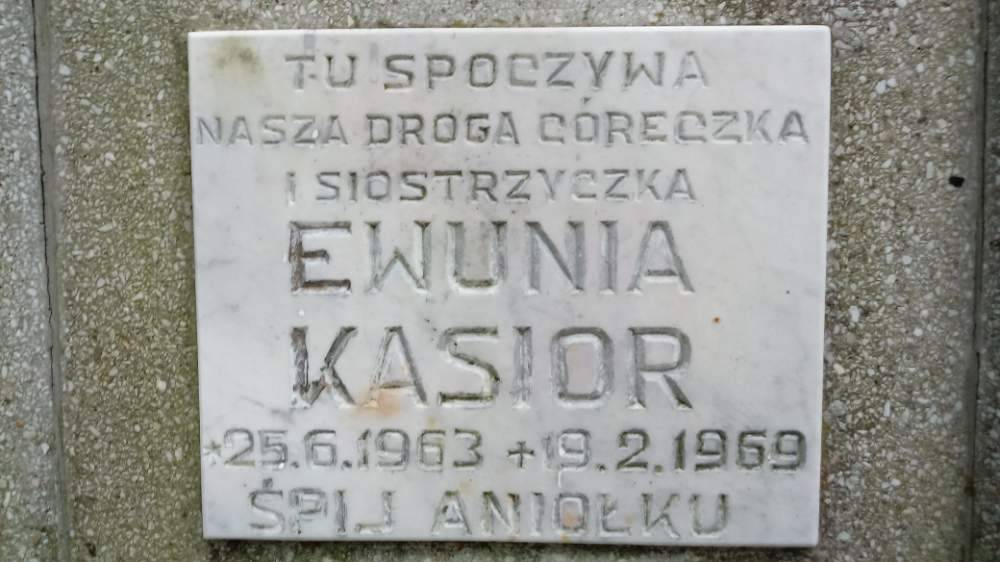 TU SPOCZYWA
NASZA DROGA CÓRECZKA
I SIOSTRZYCZKA
EWUNIA
KASIOR
*25.6.1963 +19.2.1969
ŚPIJ ANIOŁKU